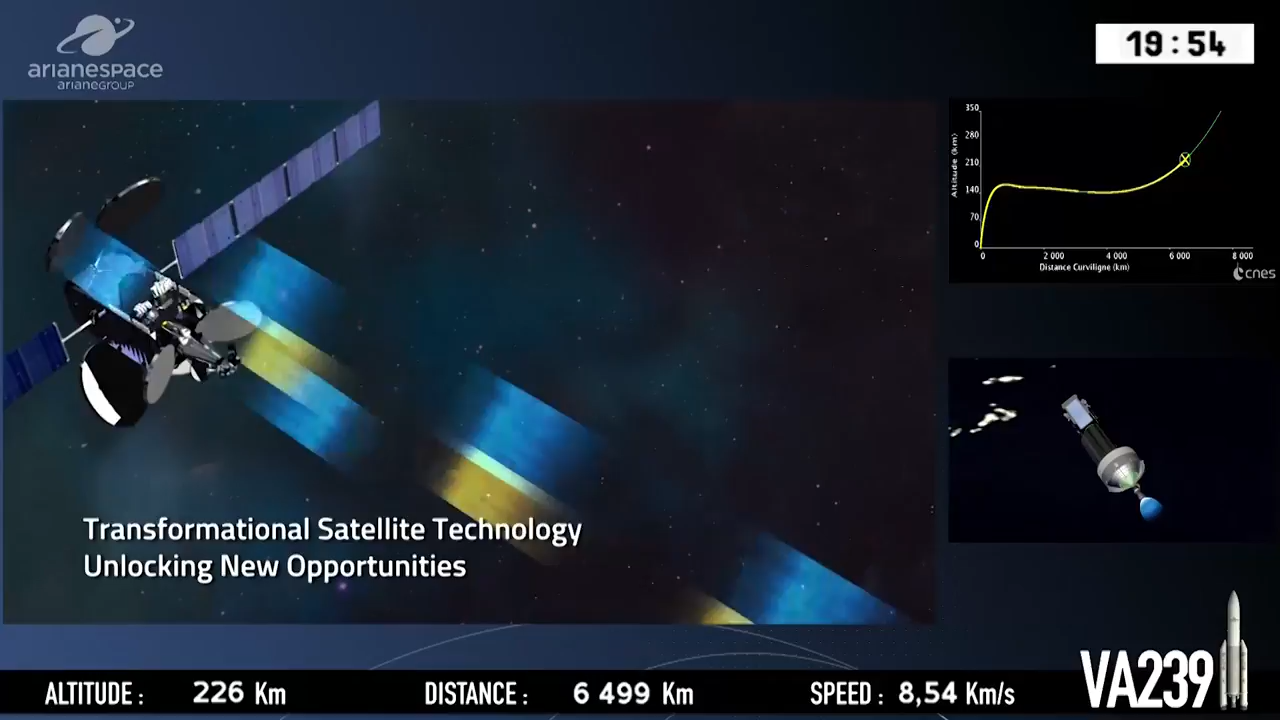 arianespace
arianeGROUP
19:54
350
280
210
140
70
0
Altitude (km)
0 2 000 4 000 6 000 8 000
Distance Curviligne (km)
cnes
Transformational Satellite Technology
Unlocking New Opportunities
VA239
ALTITUDE : 226 Km DISTANCE : 6 499 Km SPEED : 8,54 Km/s